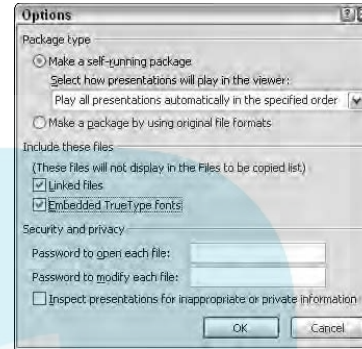 Options
Package type
Make a self-running package
Select how presentations will play in the viewer:
Play all presentations automatically in the specified order
Make a package by using original file formats
Include these files
(These files will not display in the Files to be copied list)
Linked files
Embedded TrueType fonts
Security and privacy
Password to open each file:
Password to modify each file:
Inspect presentations for inappropriate or private information
OK
Cancel